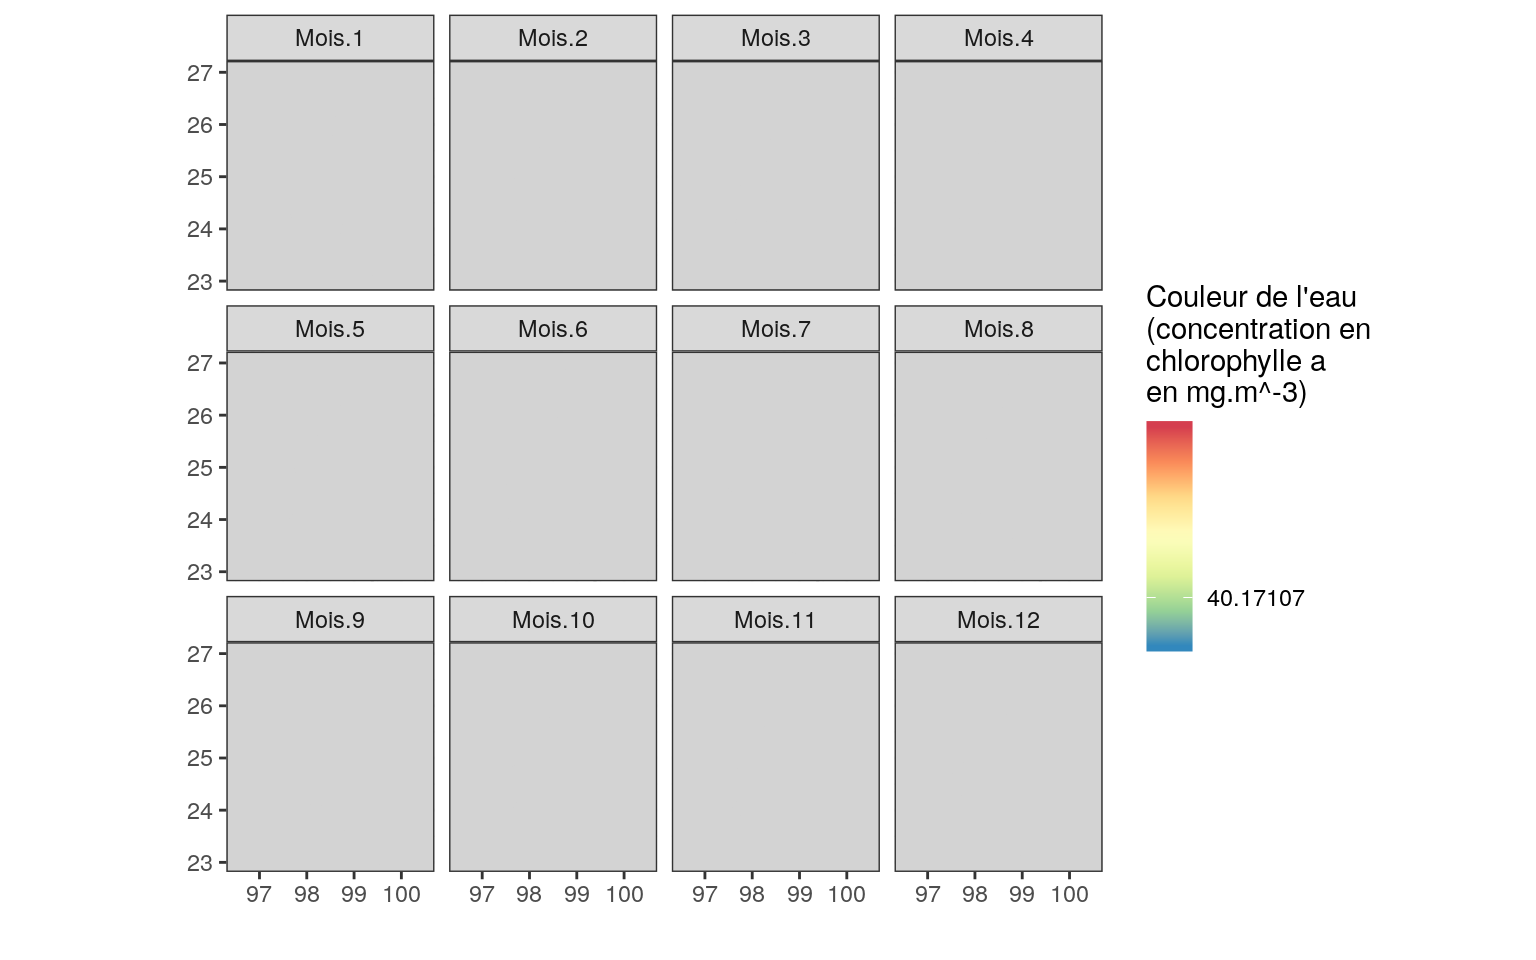 Mois.1 Mois.2 Mois.3 Mois.4
27
26
25
24
23
Mois.5 Mois.6 Mois.7 Mois.8
27
26
25
24
23
Mois.9 Mois.10 Mois.11 Mois.12
27
26
25
24
23
97 98 99 100 97 98 99 100 97 98 99 100 97 98 99 100
Couleur de l'eau
(concentration en
chlorophylle a
en mg.m^-3)
40.17107